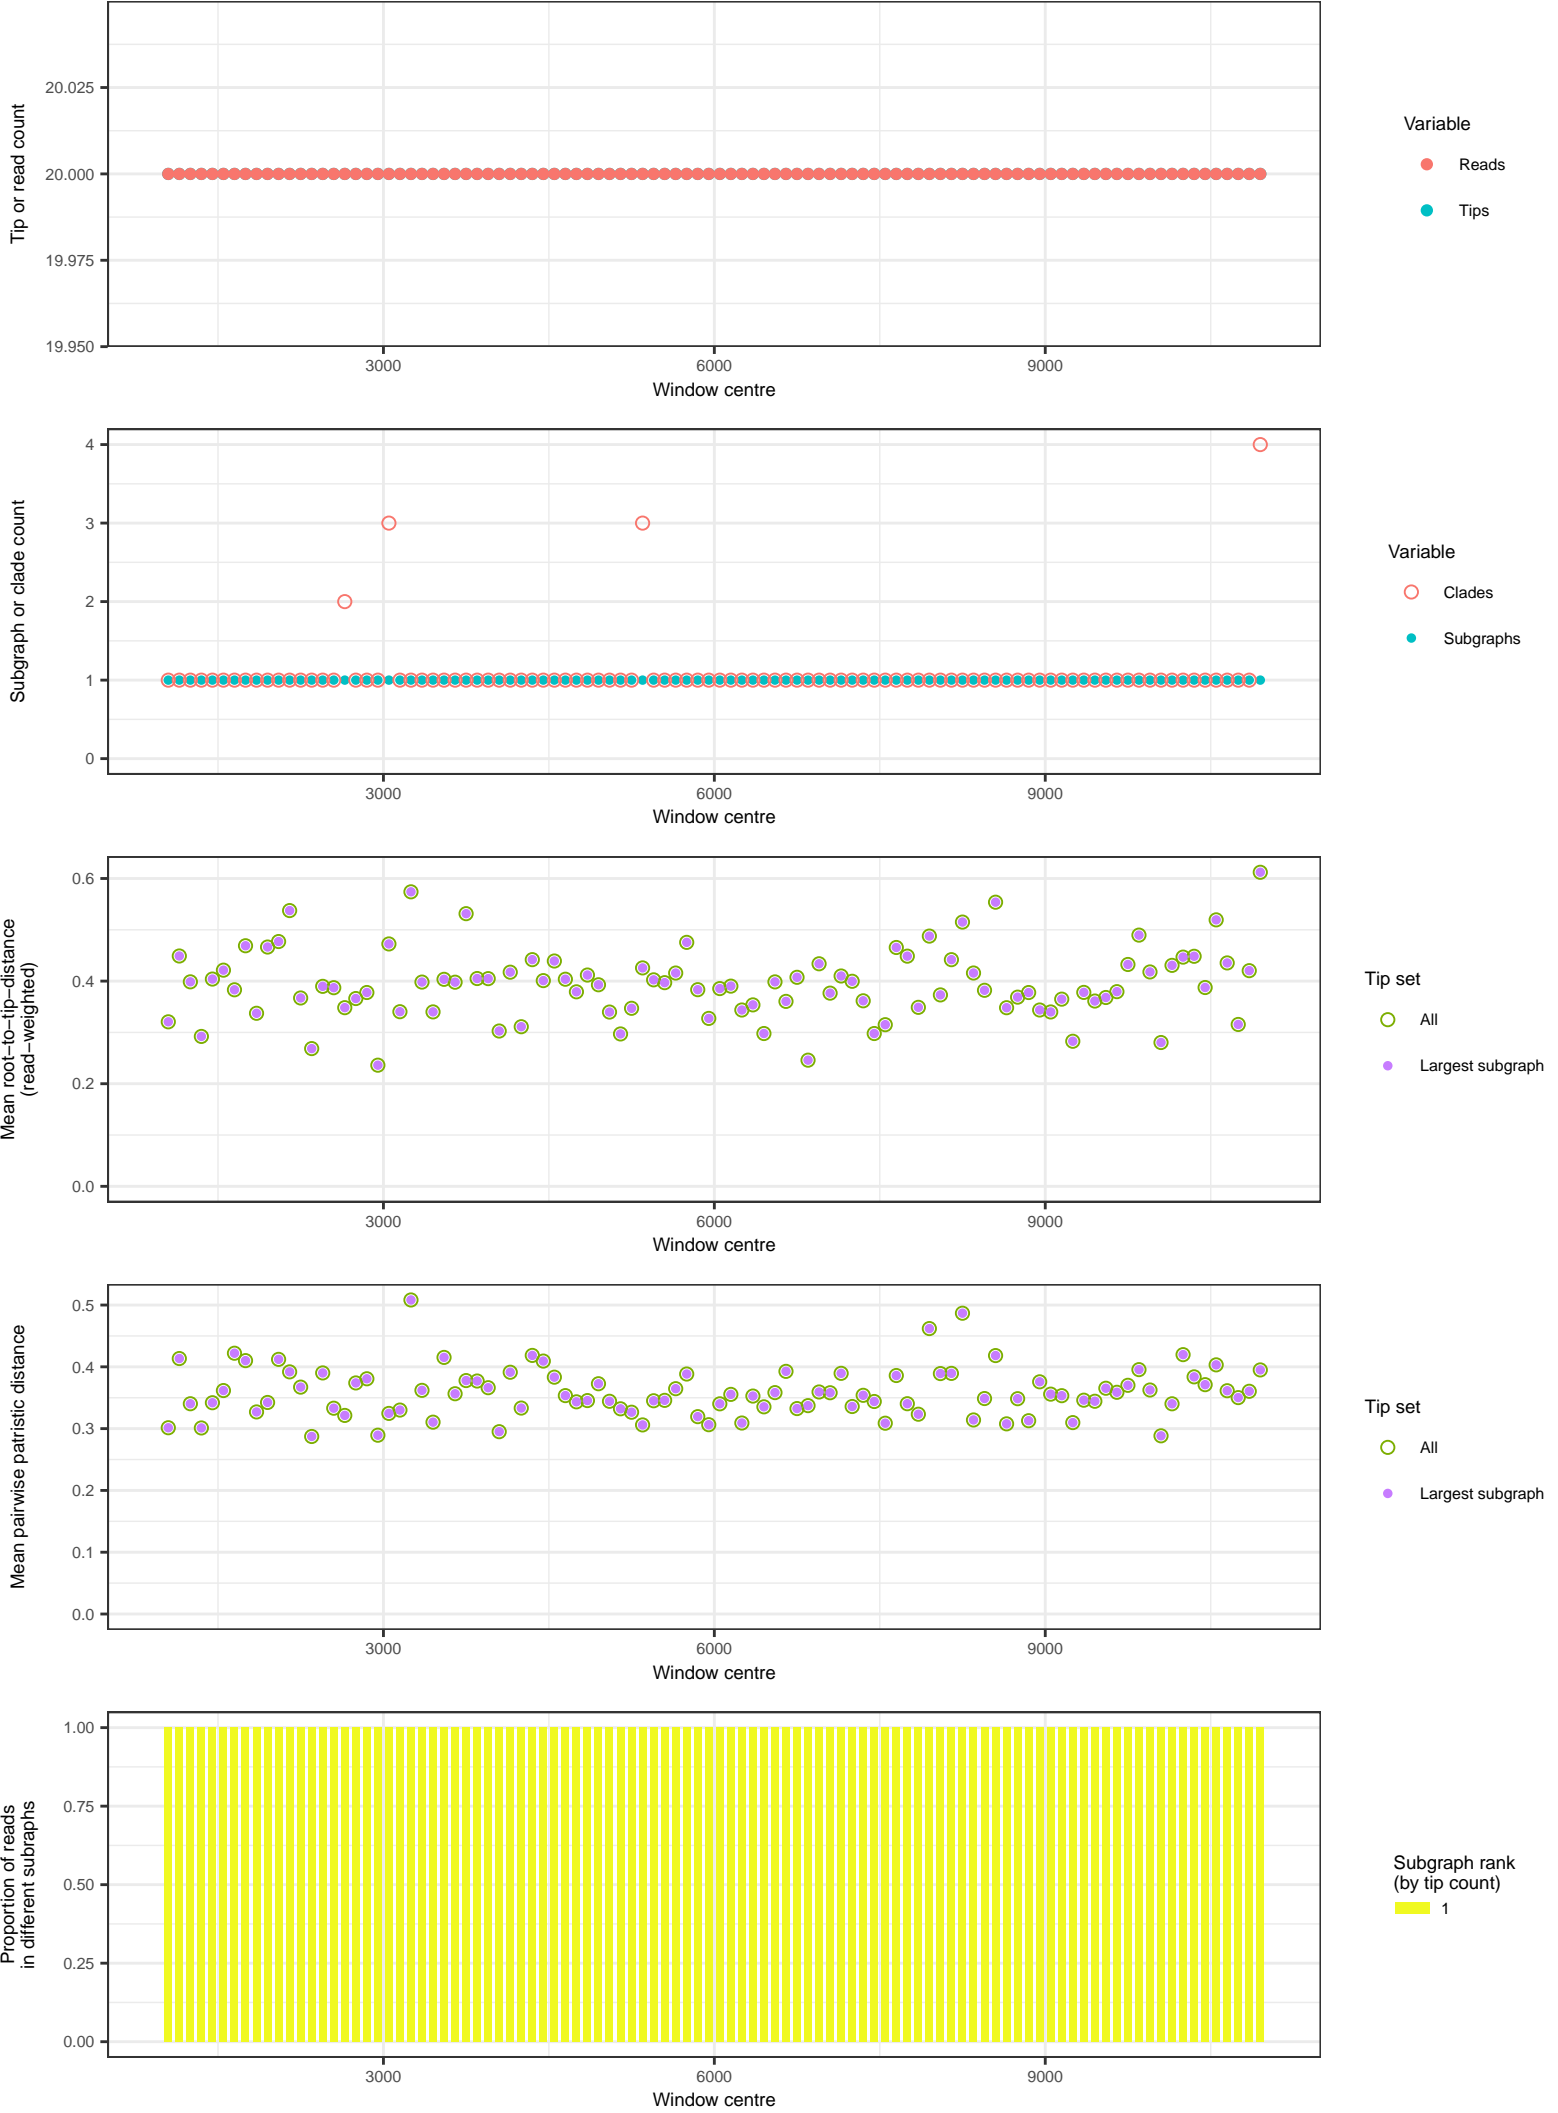 20.025
20.000
19.975
19.950
Tip or read count
3000
6000
9000
Window centre
Variable
Reads
Tips
4
3
2
1
0
Subgraph or clade count
3000
6000
9000
Window centre
Variable
Clades
Subgraphs
0.6
0.4
0.2
0.0
Mean root−to−tip−distance
(read−weighted)
3000
6000
9000
Window centre
Tip set
All
Largest subgraph
0.5
0.4
0.3
0.2
0.1
0.0
Mean pairwise patristic distance
3000
6000
9000
Window centre
Tip set
All
Largest subgraph
1.00
0.75
0.50
0.25
0.00
Proportion of reads
in different subraphs
3000
6000
9000
Window centre
Subgraph rank
(by tip count)
1